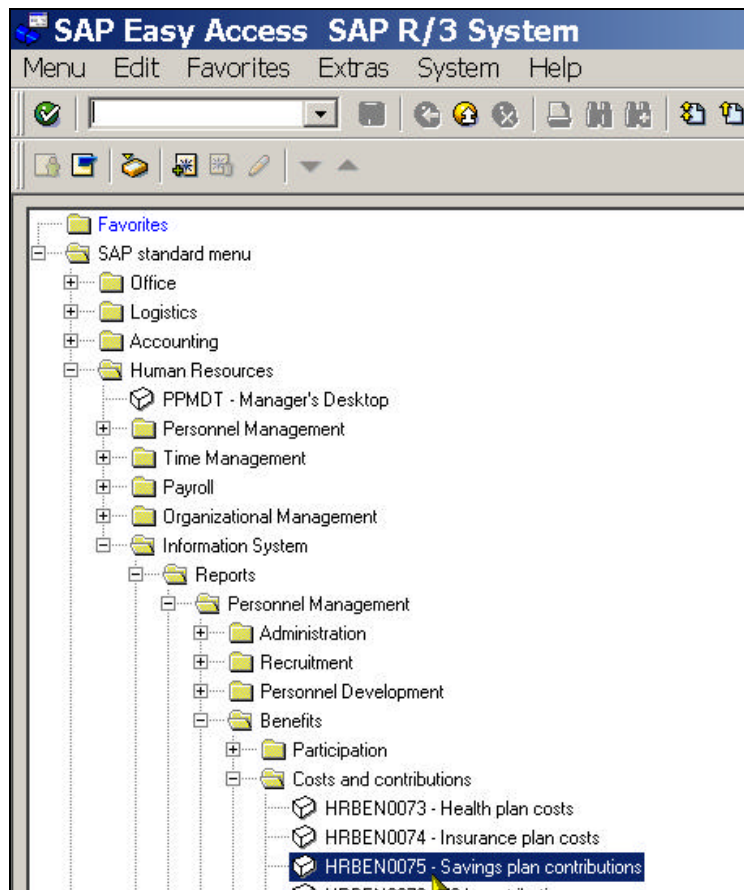 SAP Easy Access SAP R/3 System
Menu Edit Favorites Extras System Help
Favorites
SAP standard menu
Office
Logistics
Accounting
Human Resources
PPMDT - Manager's Desktop
Personnel Management
Time Management
Payroll
Organizational Management
Information System
Reports
Personnel Management
Administration
Recruitment
Personnel Development
Benefits
Participation
Costs and contributions
HRBEN0073 - Health plan costs
HRBEN0074 - Insurance plan costs
HRBEN0075 - Savings plan contributions